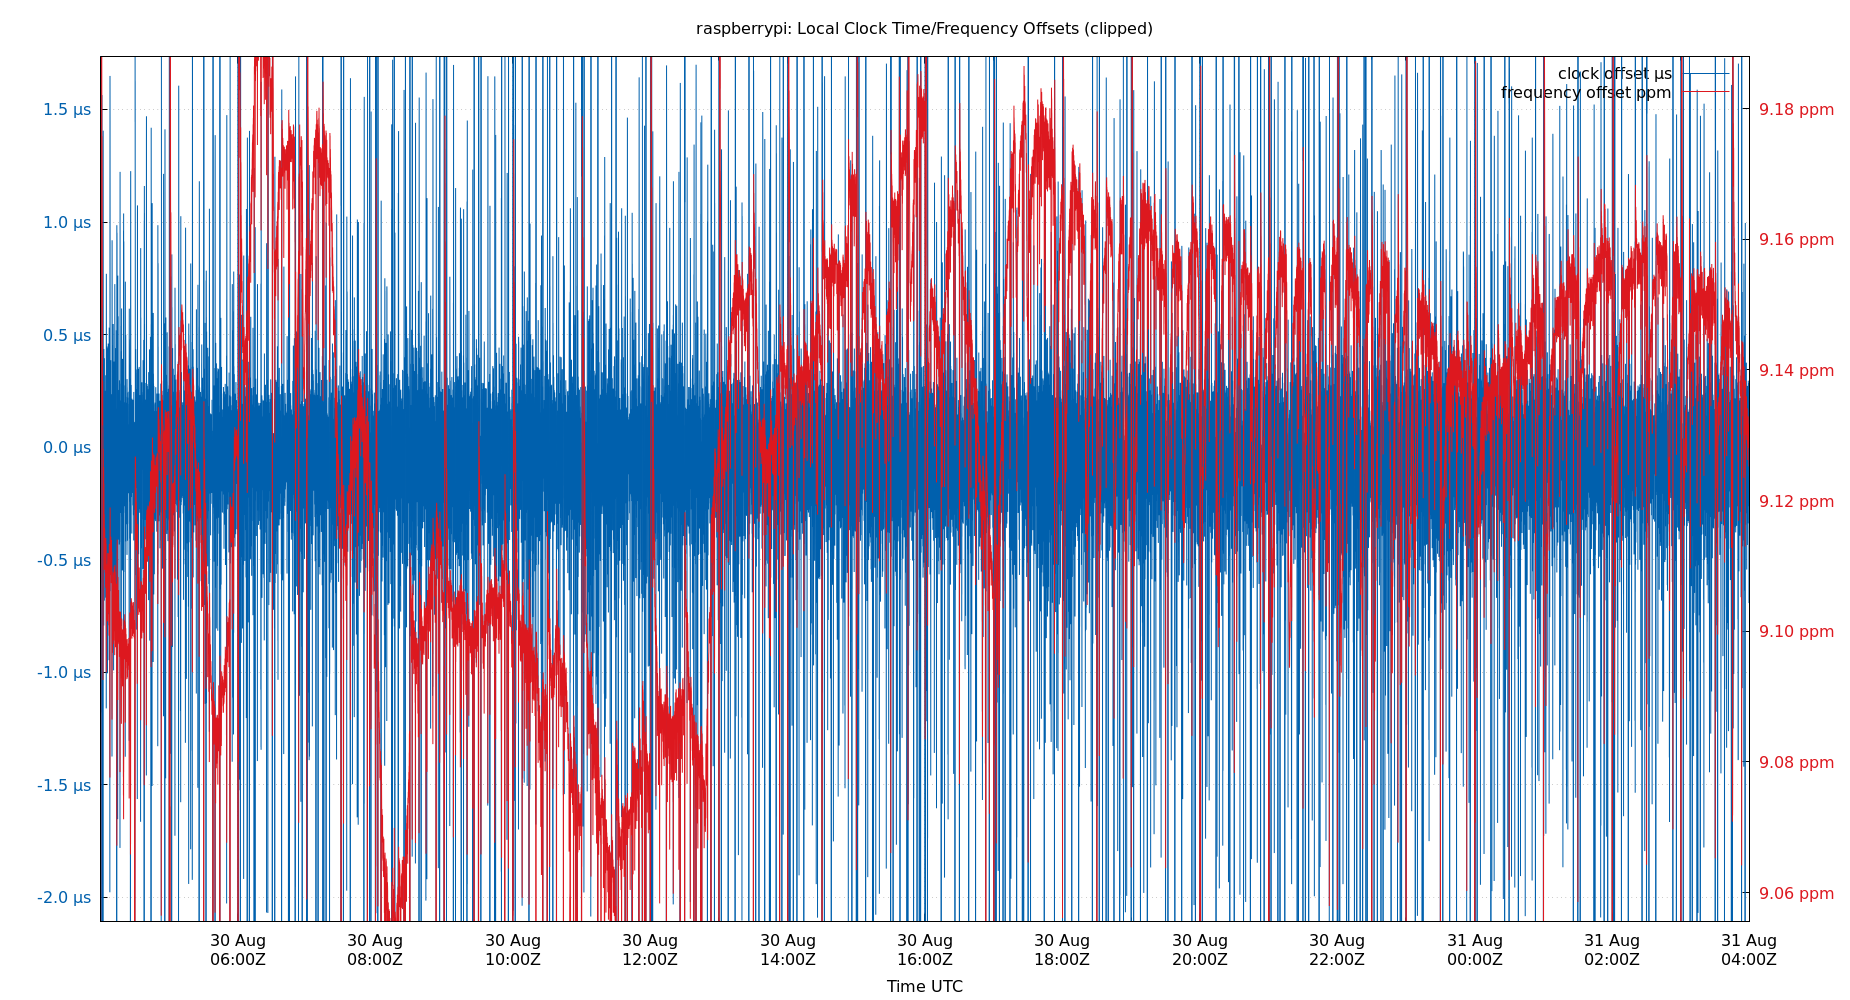 raspberrypi: Local Clock Time/Frequency Offsets (clipped)
clock offset µs
frequency offset ppm
1.5 µs
1.0 µs
0.5 µs
0.0 µs
-0.5 µs
-1.0 µs
-1.5 µs
-2.0 µs
9.18 ppm
9.16 ppm
9.14 ppm
9.12 ppm
9.10 ppm
9.08 ppm
9.06 ppm
30 Aug 30 Aug 30 Aug 30 Aug 30 Aug 30 Aug 30 Aug 30 Aug 30 Aug 31 Aug 31 Aug 31 Aug
06:00Z 08:00Z 10:00Z 12:00Z 14:00Z 16:00Z 18:00Z 20:00Z 22:00Z 00:00Z 02:00Z 04:00Z
Time UTC